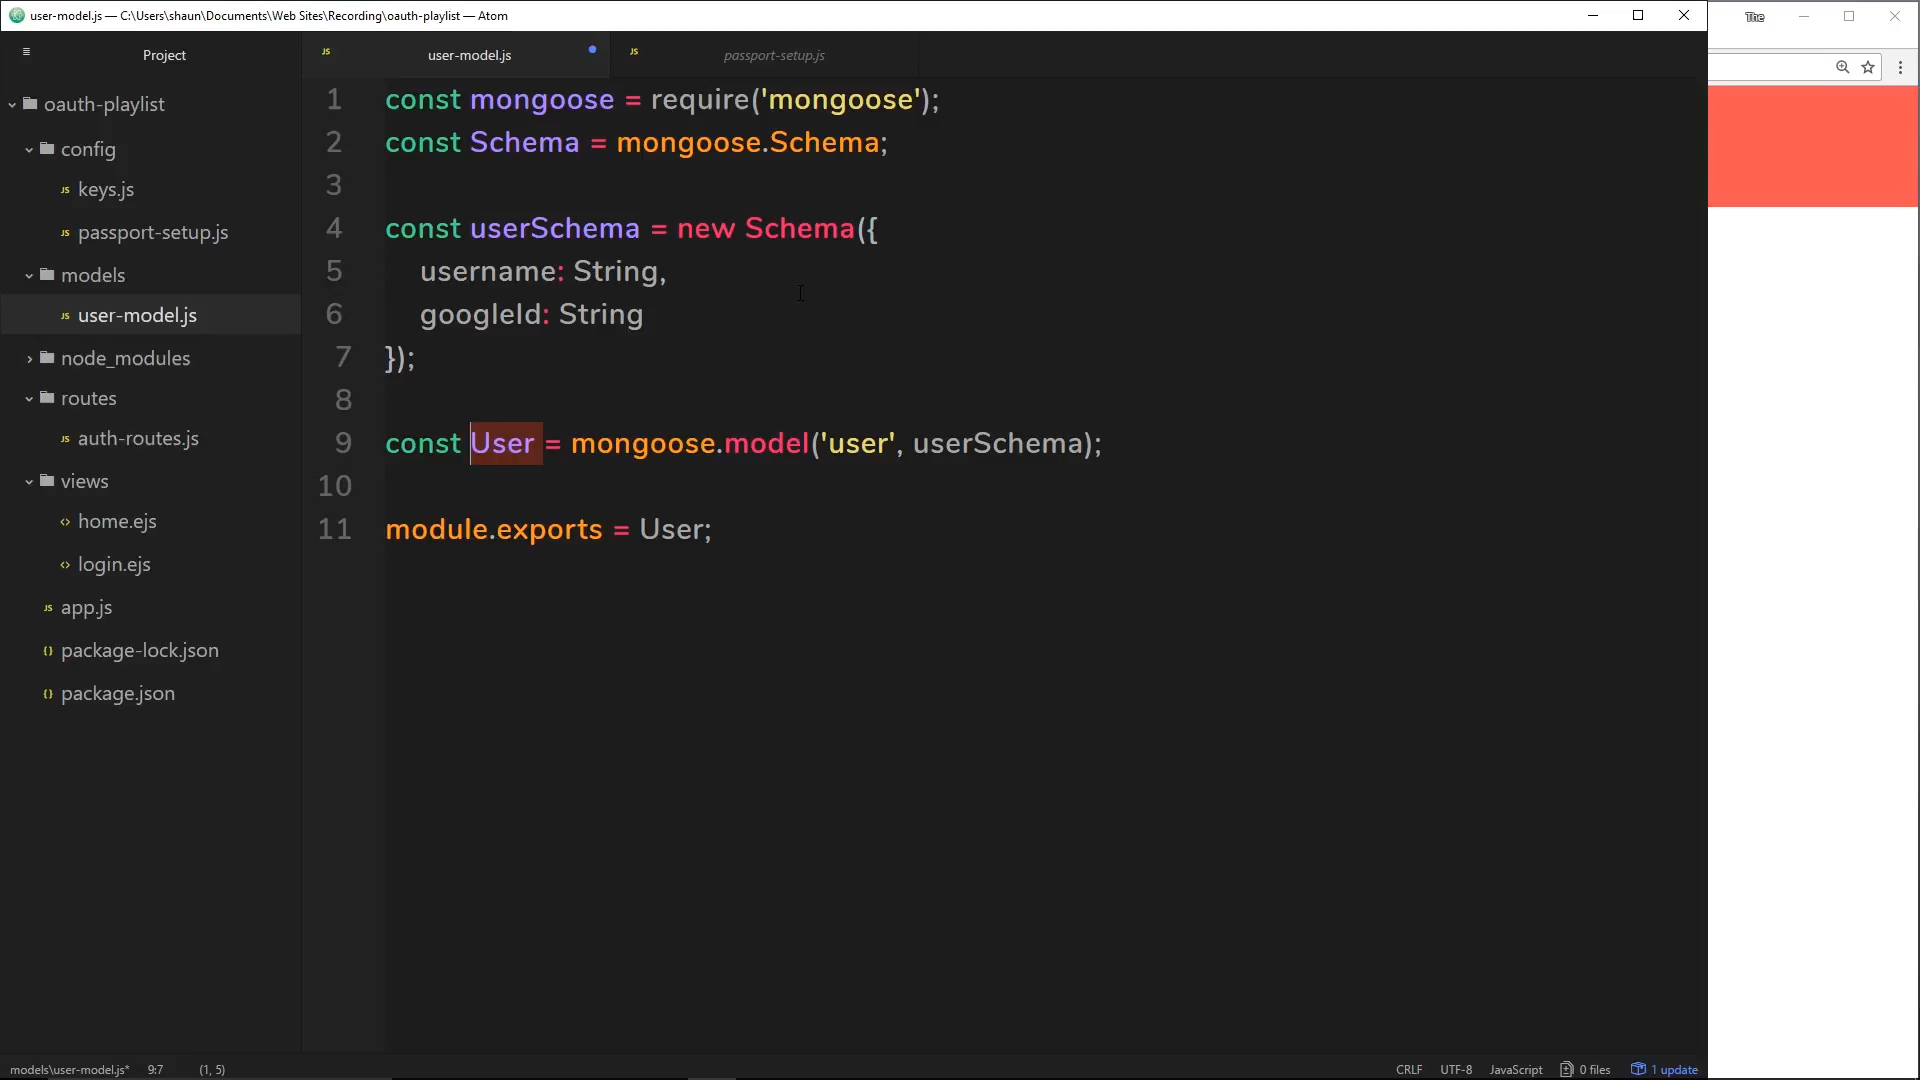 user-model.js — C:\Users\shaun\Documents\Web Sites\Recording\oauth-playlist — Atom
The
Project
user-model.js
passport-setup.js
oauth-playlist
config
keys.js
passport-setup.js
models
user-model.js
node_modules
routes
auth-routes.js
views
home.ejs
login.ejs
app.js
package-lock.json
package.json
1 const mongoose = require('mongoose');
2 const Schema = mongoose.Schema;
3
4 const userSchema = new Schema({
5 username: String,
6 googleId: String
7 });
8
9 const User = mongoose.model('user', userSchema);
10
11 module.exports = User;
models\user-model.js* 9:7 (1, 5) CRLF UTF-8 JavaScript 0 files 1 update